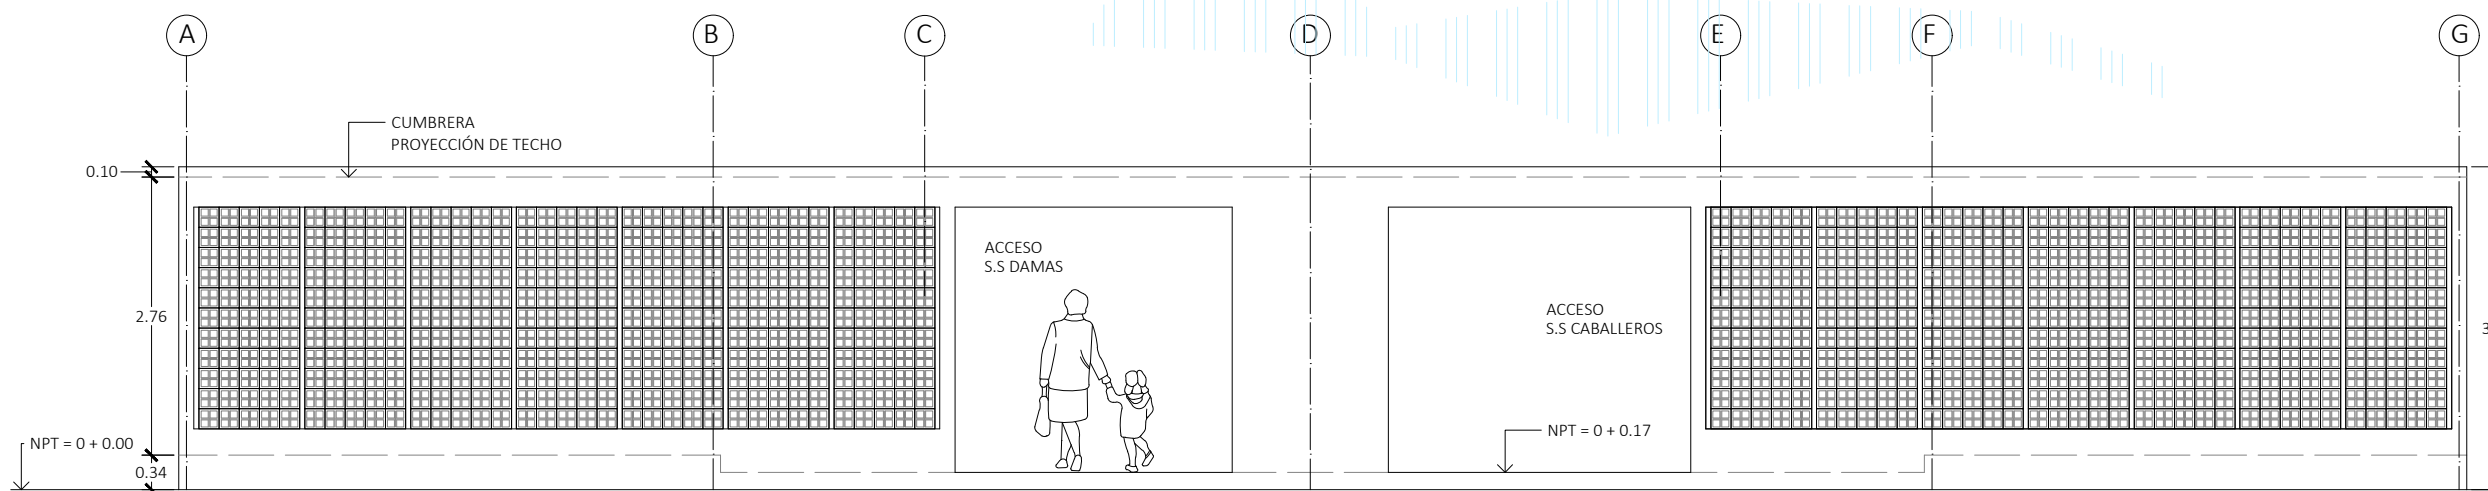 A
B
C
D
E
F
G
CUMBRERA
PROYECCIÓN DE TECHO
0.10
ACCESO
S.S DAMAS
2.76
ACCESO
S.S CABALLEROS
3
NPT = 0 + 0.17
NPT = 0 + 0.00
0.34